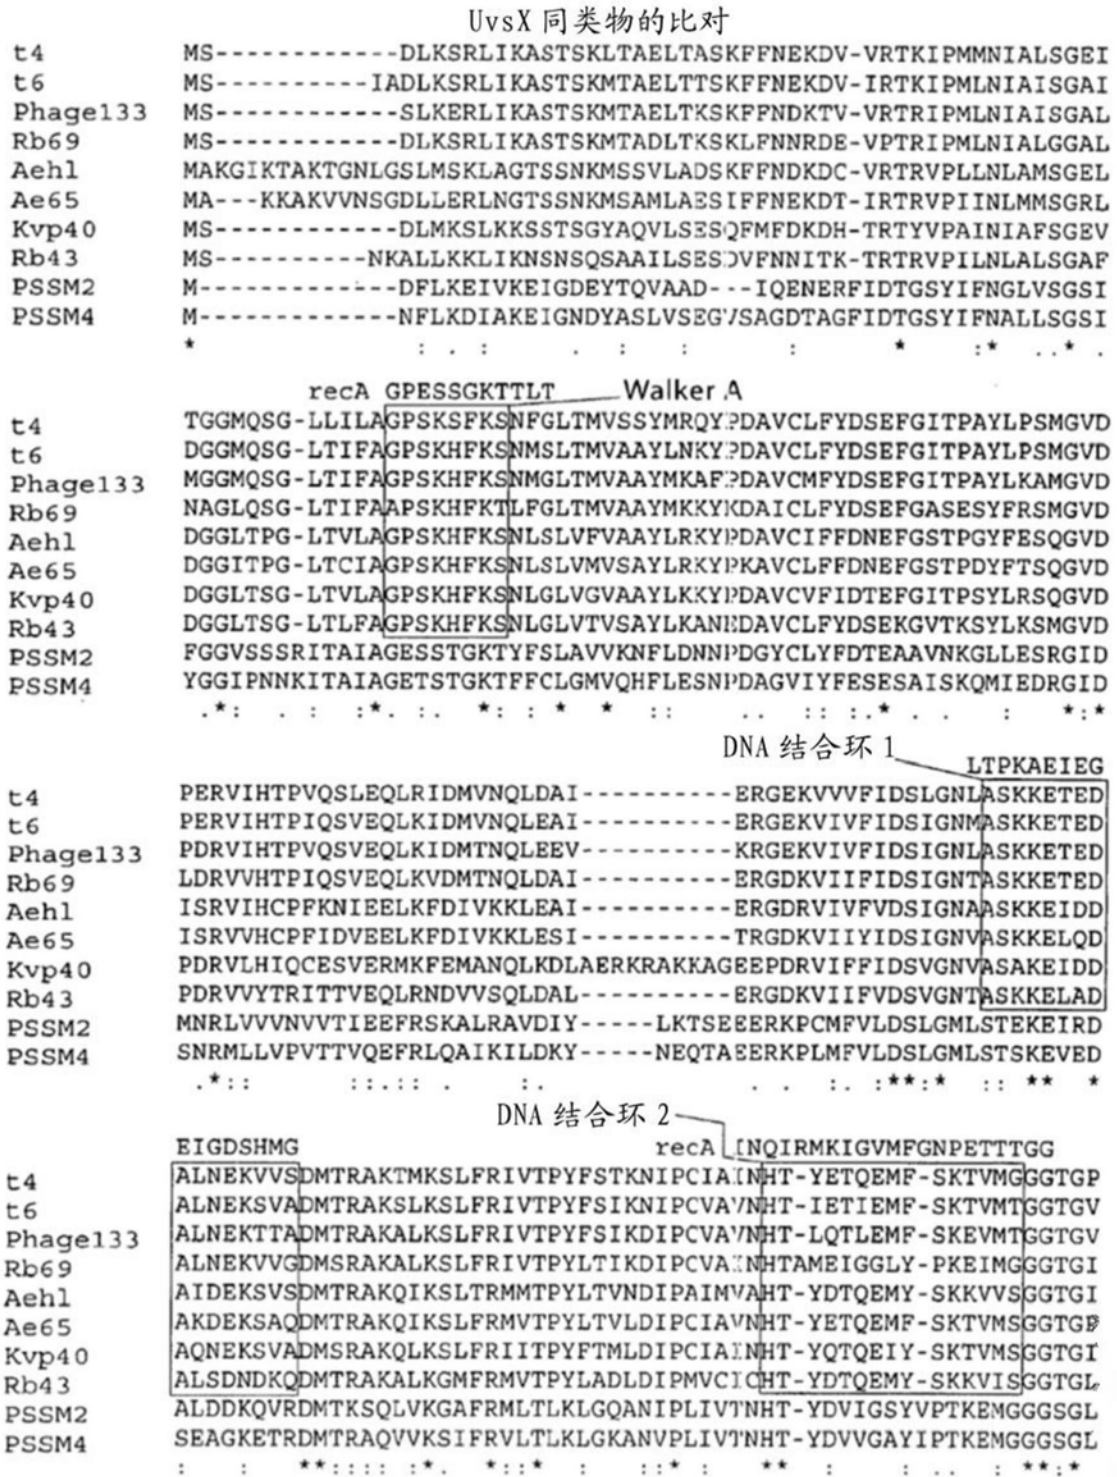 UvsX 同类物的比对
t4 MS------------DLKSRLIKASTSKLTAELTASKFFNEKDV-VRTKIPMMNIALSGEI
t6 MS----------IADLKSRLIKASTSKMTAELTTSKFFNEKDV-IRTKIPMLNIAISGAI
Phage133 MS------------SLKERLIKASTSKMTAELTKSKFFNDKTV-VRTRIPMLNIAISGAL
Rb69 MS------------DLKSRLIKASTSKMTADLTKSKLFNNRDE-VPTRIPMLNIALGGAL
Aehl MAKGIKTAKTGNLGSLMSKLAGTSSNKMSSVLADSKFFNDKDC-VRTRVPLLNLAMSGEL
Ae65 MA---KKAKVVNSGDLLERLNGTSSNKMSAMLAESIFFNEKDT-IRTRVPIINLMMSGRL
Kvp40 MS------------DLMKSLKKSSTSGYAQVLSESQFMFDKDH-TRTYVPAINIAFSGEV
Rb43 MS----------NKALLKKLIKNSNSQSAAILSESDVFNNITK-TRTRVPILNLALSGAF
PSSM2 M-------------DFLKEIVKEIGDEYTQVAAD---IQENERFIDTGSYIFNGLVSGSI
PSSM4 M-------------NFLKDIAKEIGNDYASLVSEGVSAGDTAGFIDTGSYIFNALLSGSI
* : . : . : : : * :* ..* .
recA GPESSGKTTLT Walker A
t4 TGGMQSG-LLILAGPSKSFKSNFGLTMVSSYMRQYPDAVCLFYDSEFGITPAYLPSMGVD
t6 DGGMQSG-LTIFAGPSKHFKSNMSLTMVAAYLNKYPDAVCLFYDSEFGITPAYLPSMGVD
Phage133 MGGMQSG-LTIFAGPSKHFKSNMGLTMVAAYMKAFPDAVCMFYDSEFGITPAYLKAMGVD
Rb69 NAGLQSG-LTIFAAPSKHFKTLFGLTMVAAYMKKYKDAICLFYDSEFGASESYFRSMGVD
Aehl DGGLTPG-LTVLAGPSKHFKSNLSLVFVAAYLRKYPDAVCIFFDNEFGSTPGYFESQGVD
Ae65 DGGITPG-LTCIAGPSKHFKSNLSLVMVSAYLRKYPKAVCLFFDNEFGSTPDYFTSQGVD
Kvp40 DGGLTSG-LTVLAGPSKHFKSNLGLVGVAAYLKKYPDAVCVFIDTEFGITPSYLRSQGVD
Rb43 DGGLTSG-LTLFAGPSKHFKSNLGLVTVSAYLKANEDAVCLFYDSEKGVTKSYLKSMGVD
PSSM2 FGGVSSSRITAIAGESSTGKTYFSLAVVKNFLDNNPDGYCLYFDTEAAVNKGLLESRGID
PSSM4 YGGIPNNKITAIAGETSTGKTFFCLGMVQHFLESNPDAGVIYFESESAISKQMIEDRGID
.*: . : :*. :. *: : * * :: .. :: :.* . . : *:*
DNA 结合环 1
LTPKAEIEG
t4 PERVIHTPVQSLEQLRIDMVNQLDAI----------ERGEKVVVFIDSLGNLASKKETED
t6 PERVIHTPIQSVEQLKIDMVNQLEAI----------ERGEKVIVFIDSIGNMASKKETED
Phage133 PDRVIHTPVQSVEQLKIDMTNQLEEV----------KRGEKVIVFIDSIGNLASKKETED
Rb69 LDRVVHTPIQSVEQLKVDMTNQLDAI----------ERGDKVIIFIDSIGNTASKKETED
Aehl ISRVIHCPFKNIEELKFDIVKKLEAI----------ERGDRVIVFVDSIGNAASKKEIDD
Ae65 ISRVVHCPFIDVEELKFDIVKKLESI----------TRGDKVIIYIDSIGNVASKKELQD
Kvp40 PDRVLHIQCESVERMKFEMANQLKDLAERKRAKKAGEEPDRVIFFIDSVGNVASAKEIDD
Rb43 PDRVVYTRITTVEQLRNDVVSQLDAL----------ERGDKVIIFVDSVGNTASKKELAD
PSSM2 MNRLVVVNVVTIEEFRSKALRAVDIY-----LKTSEEERKPCMFVLDSLGMLSTEKEIRD
PSSM4 SNRMLLVPVTTVQEFRLQAIKILDKY-----NEQTAEERKPLMFVLDSLGMLSTSKEVED
.*:: ::.:: . :. . . :. :**:* :: ** *
DNA 结合环 2
EIGDSHMG recA INQIRMKIGVMFGNPETTTGG
t4 ALNEKVVSDMTRAKTMKSLFRIVTPYFSTKNIPCIAINHT-YETQEMF-SKTVMGGGTGP
t6 ALNEKSVADMTRAKSLKSLFRIVTPYFSIKNIPCVAVNHT-IETIEMF-SKTVMTGGTGV
Phage133 ALNEKTTADMTRAKALKSLFRIVTPYFSIKDIPCVAVNHT-LQTLEMF-SKEVMTGGTGV
Rb69 ALNEKVVGDMSRAKALKSLFRIVTPYLTIKDIPCVAINHTAMEIGGLY-PKEIMGGGTGI
Aehl AIDEKSVSDMTRAKQIKSLTRMMTPYLTVNDIPAIMVAHT-YDTQEMY-SKKVVSGGTGI
Ae65 AKDEKSAQDMTRAKQIKSLFRMVTPYLTVLDIPCIAVNHT-YETQEMF-SKTVMSGGTGP
Kvp40 AQNEKSVADMSRAKQLKSLFRIITPYFTMLDIPCIAINHT-YQTQEIY-SKTVMSGGTGI
Rb43 ALSDNDKQDMTRAKALKGMFRMVTPYLADLDIPMVCICHT-YDTQEMY-SKKVISGGTGL
PSSM2 ALDDKQVRDMTKSQLVKGAFRMLTLKLGQANIPLIVTNHT-YDVIGSYVPTKEMGGGSGL
PSSM4 SEAGKETRDMTRAQVVKSIFRVLTLKLGKANVPLIVTNHT-YDVVGAYIPTKEMGGGSGL
: : **:::: :*. *::* : ::* . ** : : : **:*